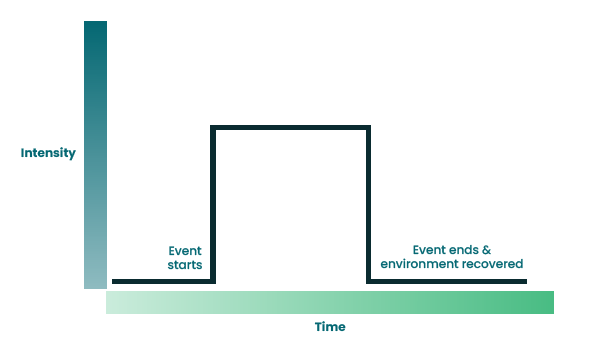 Intensity
Event
starts
Event ends &
environment recovered
Time